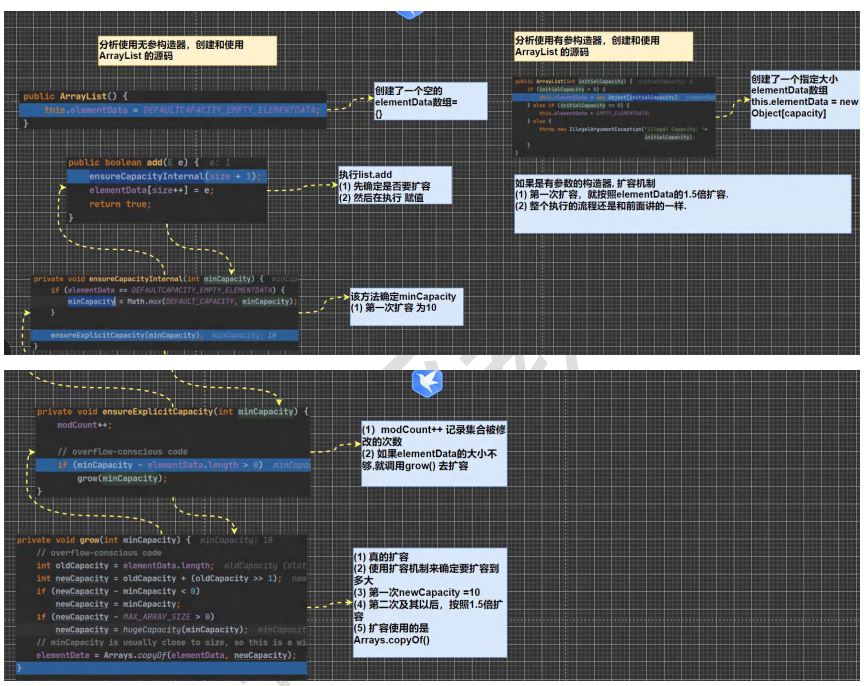 分析使用无参构造器，创建和使用
ArrayList 的源码
public ArrayList() {
this.elementData = DEFAULTCAPACITY_EMPTY_ELEMENTDATA;
}
创建了一个空的
elementData数组=
{}
public boolean add(E e) { e: 1
ensureCapacityInternal(size + 1);
elementData[size++] = e;
return true;
}
执行list.add
(1) 先确定是否要扩容
(2) 然后在执行 赋值
private void ensureCapacityInternal(int minCapacity) { minCap
if (elementData == DEFAULTCAPACITY_EMPTY_ELEMENTDATA) {
minCapacity = Math.max(DEFAULT_CAPACITY, minCapacity);
}
ensureExplicitCapacity(minCapacity); minCapacity: 10
}
该方法确定minCapacity
(1) 第一次扩容 为10
分析使用有参构造器，创建和使用
ArrayList 的源码
public ArrayList(int initialCapacity) { initialCapacity:
if (initialCapacity > 0) {
this.elementData = new Object[initialCapacity];
} else if (initialCapacity == 0) {
this.elementData = EMPTY_ELEMENTDATA;
} else {
throw new IllegalArgumentException("Illegal Capacity: "+
initialCapacity);
}
}
创建了一个指定大小
elementData数组
this.elementData = new
Object[capacity]
如果是有参数的构造器, 扩容机制
(1) 第一次扩容，就按照elementData的1.5倍扩容.
(2) 整个执行的流程还是和前面讲的一样.
private void ensureExplicitCapacity(int minCapacity) {
modCount++;
// overflow-conscious code
if (minCapacity - elementData.length > 0) minCapa
grow(minCapacity);
}
(1) modCount++ 记录集合被修
改的次数
(2) 如果elementData的大小不
够,就调用grow() 去扩容
private void grow(int minCapacity) { minCapacity: 10
// overflow-conscious code
int oldCapacity = elementData.length; oldCapacity (slot
int newCapacity = oldCapacity + (oldCapacity >> 1); new
if (newCapacity - minCapacity < 0)
newCapacity = minCapacity;
if (newCapacity - MAX_ARRAY_SIZE > 0)
newCapacity = hugeCapacity(minCapacity); minCapacit
// minCapacity is usually close to size, so this is a wi
elementData = Arrays.copyOf(elementData, newCapacity);
}
(1) 真的扩容
(2) 使用扩容机制来确定要扩容到
多大
(3) 第一次newCapacity =10
(4) 第二次及其以后，按照1.5倍扩
容
(5) 扩容使用的是
Arrays.copyOf()